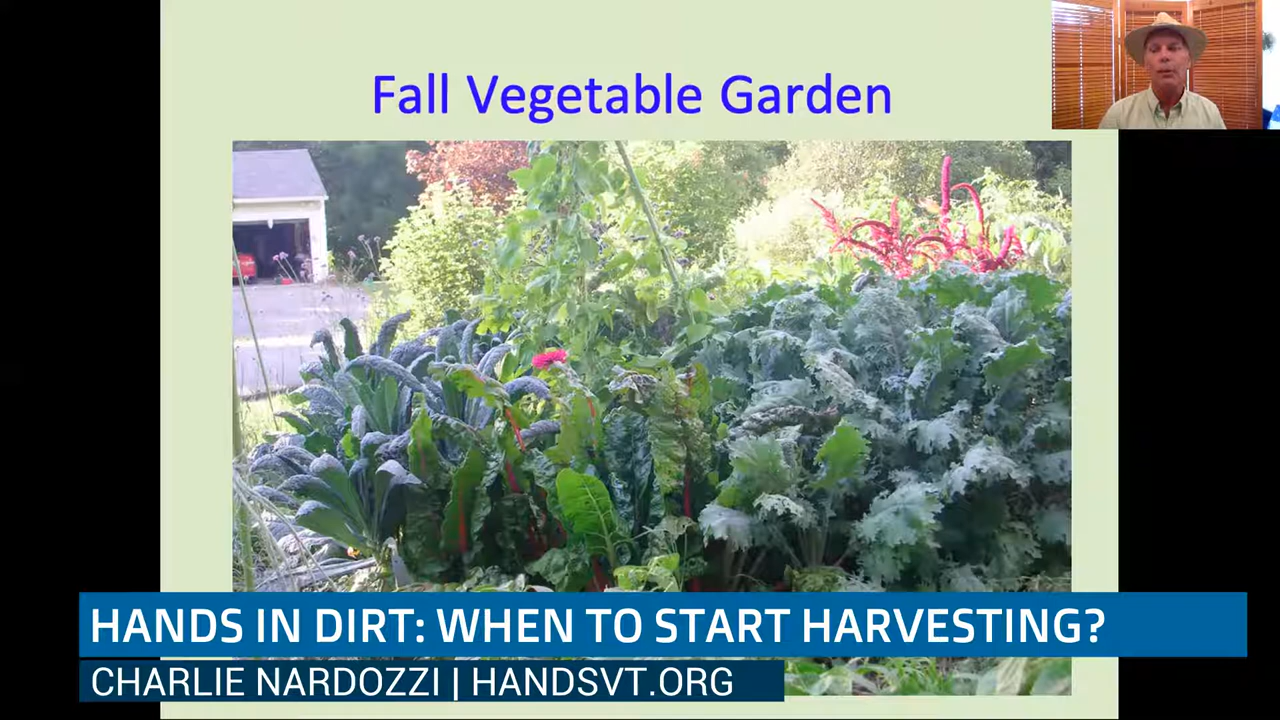 Fall Vegetable Garden
HANDS IN DIRT: WHEN TO START HARVESTING?
CHARLIE NARDOZZI | HANDSVT.ORG